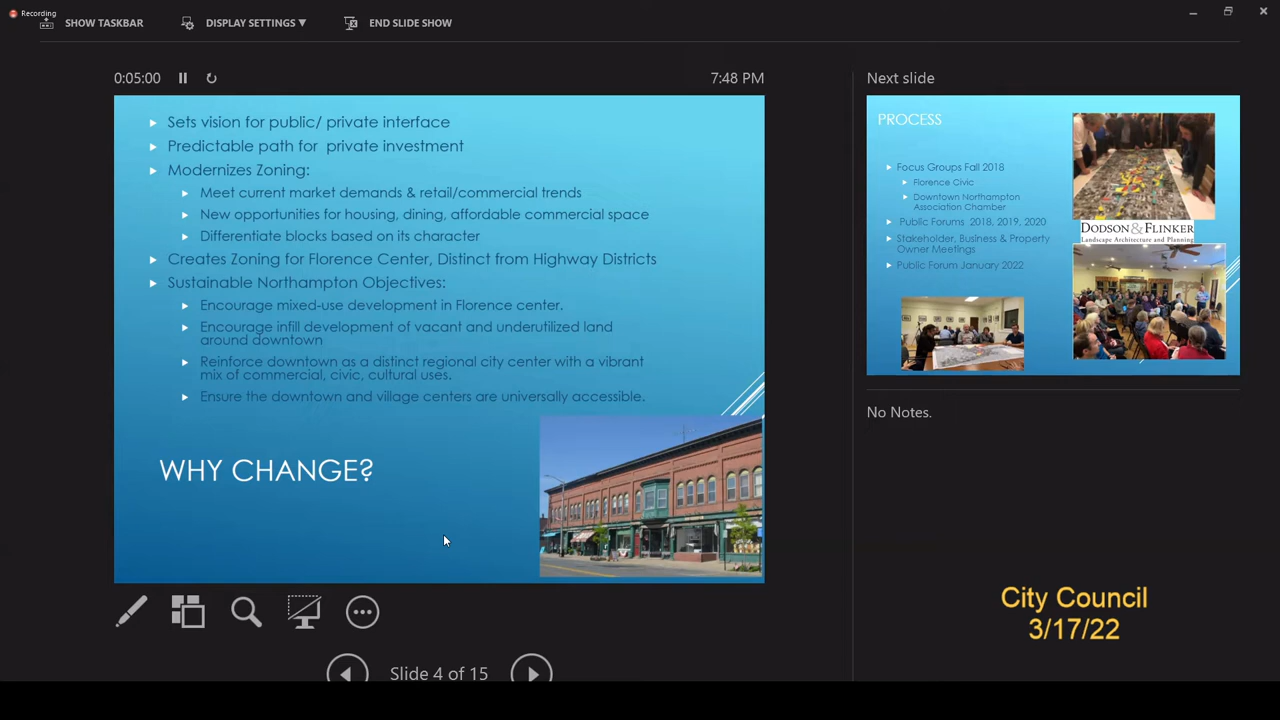 Recording
SHOW TASKBAR
DISPLAY SETTINGS ▼
END SLIDE SHOW
0:05:00
7:48 PM
Sets vision for public/ private interface
Predictable path for private investment
Modernizes Zoning:
Meet current market demands & retail/commercial trends
New opportunities for housing, dining, affordable commercial space
Differentiate blocks based on its character
Creates Zoning for Florence Center, Distinct from Highway Districts
Sustainable Northampton Objectives:
Encourage mixed-use development in Florence center.
Encourage infill development of vacant and underutilized land
around downtown
Reinforce downtown as a distinct regional city center with a vibrant
mix of commercial, civic, cultural uses.
Ensure the downtown and village centers are universally accessible.
WHY CHANGE?
Slide 4 of 15
Next slide
PROCESS
Focus Groups Fall 2018
Florence Civic
Downtown Northampton
Association Chamber
Public Forums 2018, 2019, 2020
Stakeholder, Business & Property
Owner Meetings
Public Forum January 2022
DODSON & FLINKER
Landscape Architecture and Planning
No Notes.
City Council
3/17/22